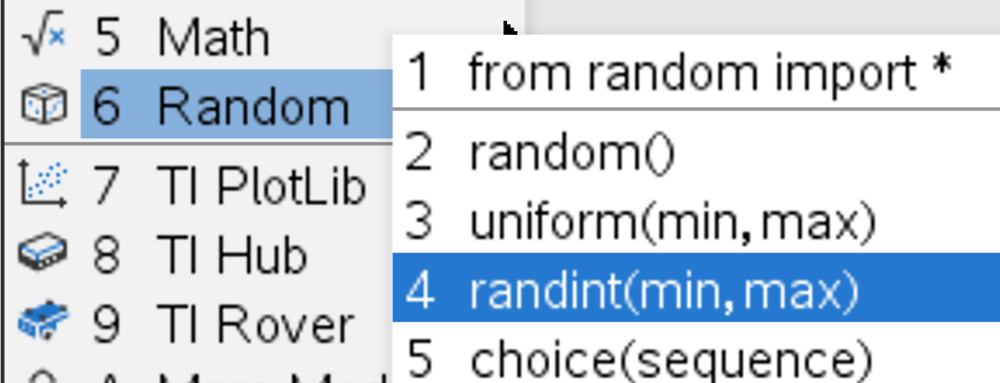 5 Math
6 Random
7 TI PlotLib
8 TI Hub
9 TI Rover
1 from random import *
2 random()
3 uniform(min, max)
4 randint(min, max)
5 choice(sequence)